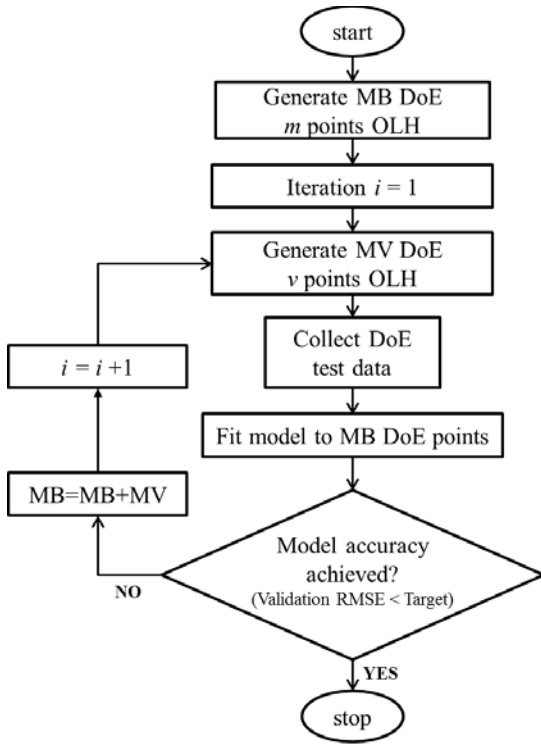 start
Generate MB DoE
m points OLH
Iteration i = 1
Generate MV DoE
v points OLH
Collect DoE
test data
i = i +1
Fit model to MB DoE points
MB=MB+MV
Model accuracy
achieved?
(Validation RMSE < Target)
NO
YES
stop